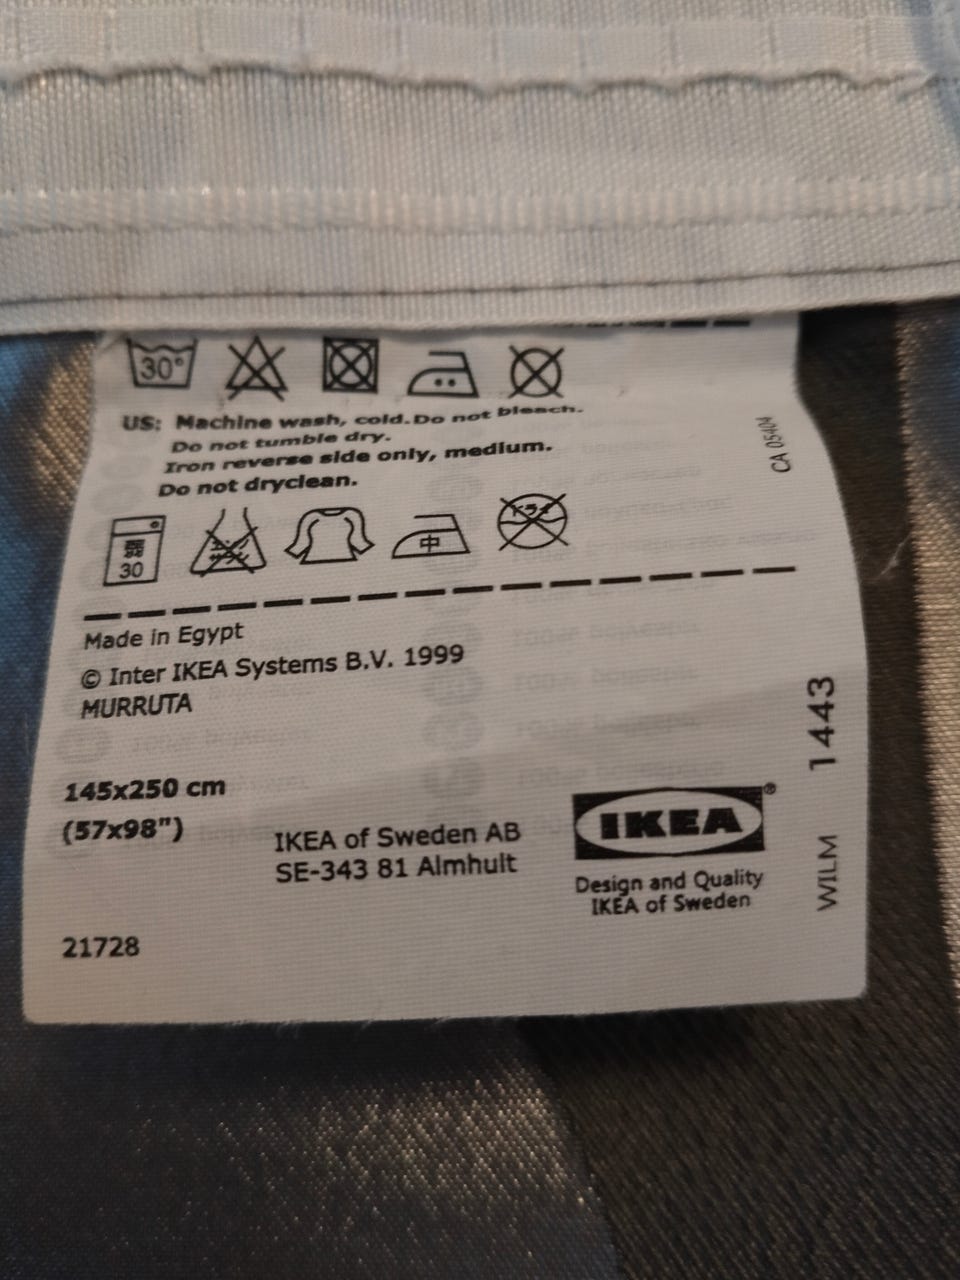 30°
US: Machine wash, cold. Do not bleach.
Do not tumble dry.
Iron reverse side only, medium.
Do not dryclean.
CA 05404
30
中
Made in Egypt
© Inter IKEA Systems B.V. 1999
MURRUTA
145x250 cm
(57x98")
IKEA of Sweden AB
SE-343 81 Almhult
IKEA®
Design and Quality
IKEA of Sweden
21728
WILM 1443